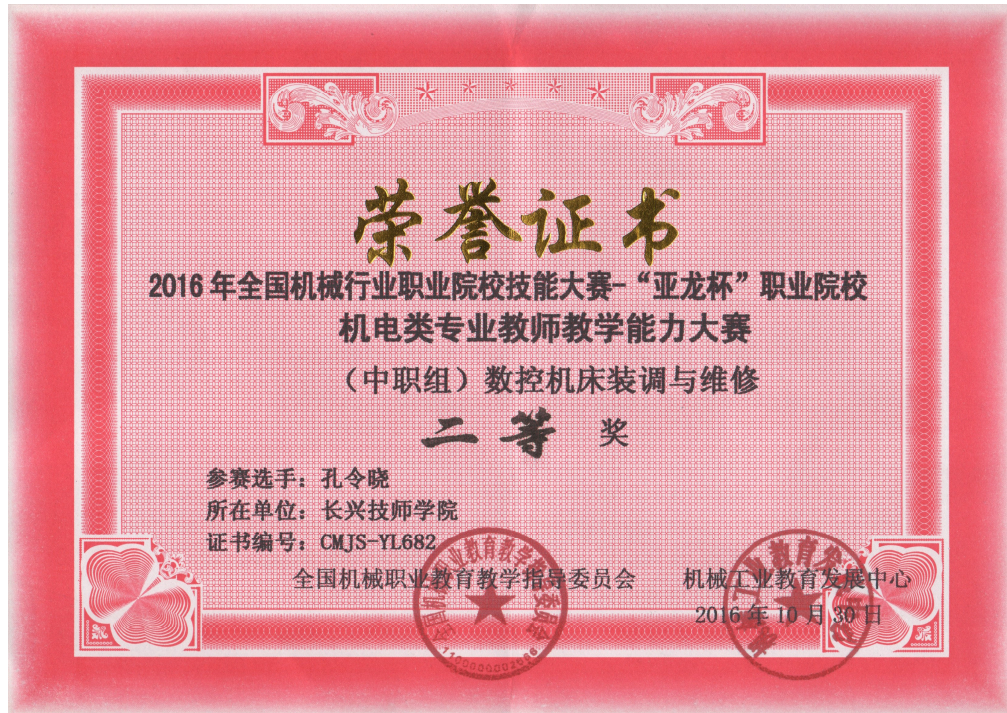 荣誉证书
2016年全国机械行业职业院校技能大赛-“亚龙杯”职业院校
机电类专业教师教学能力大赛
（中职组）数控机床装调与维修
二等 奖
参赛选手：孔令晓
所在单位：长兴技师学院
证书编号：CMJS-YL682
全国机械职业教育教学指导委员会 机械工业教育发展中心
2016年10月30日